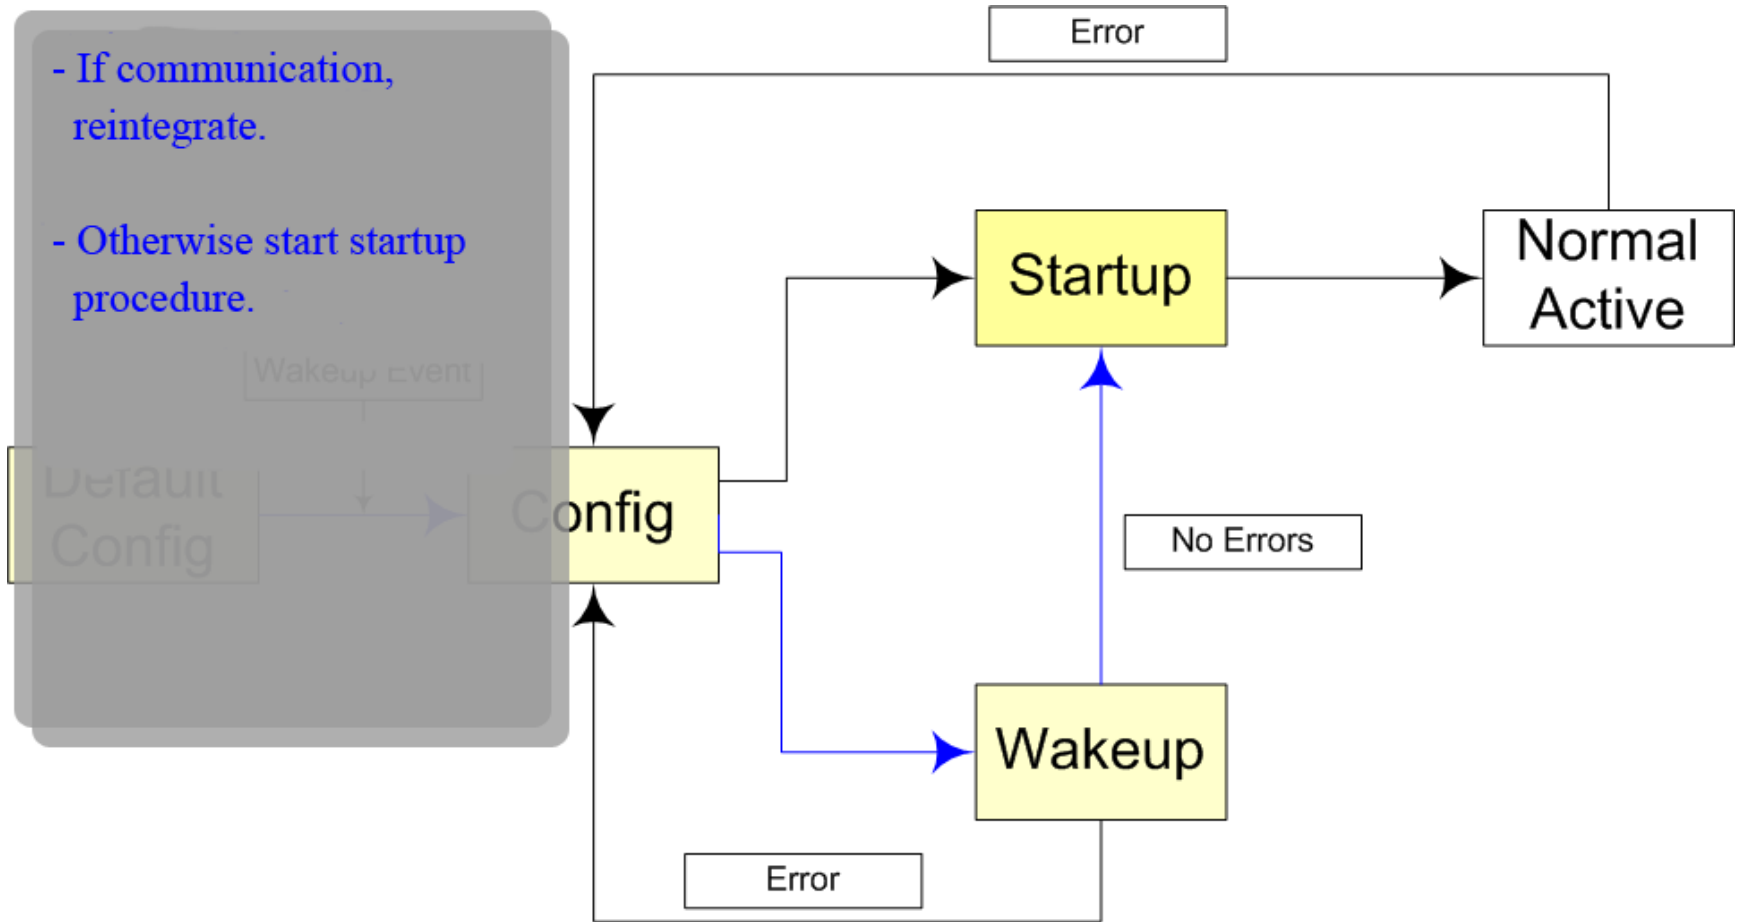 - If communication,
reintegrate.
- Otherwise start startup
procedure.
Error
Startup
Normal
Active
Wakeup Event
Default
Config
Config
No Errors
Wakeup
Error